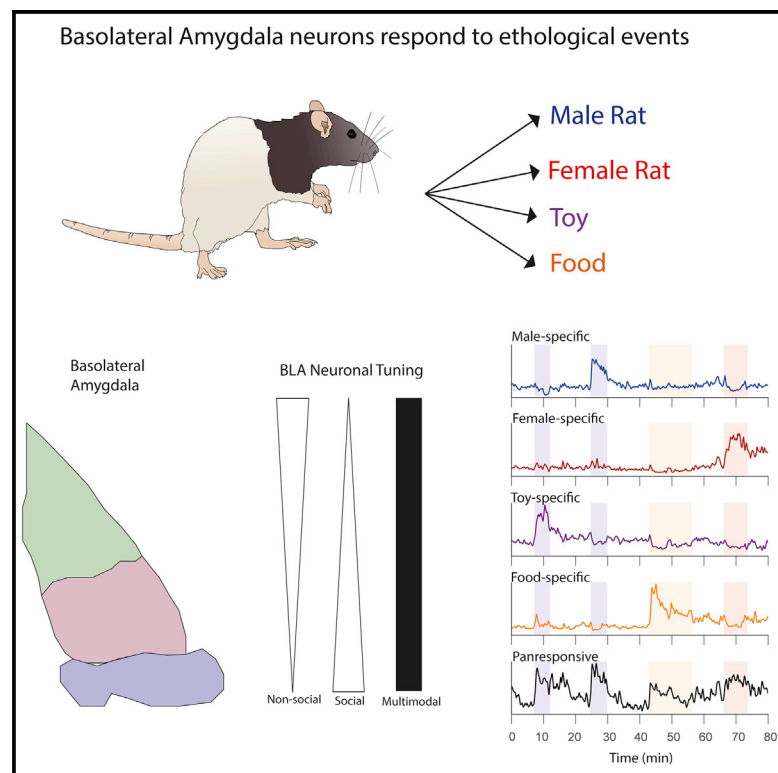 Basolateral Amygdala neurons respond to ethological events
Male Rat
Female Rat
Toy
Food
Basolateral
Amygdala
BLA Neuronal Tuning
Non-social
Social
Multimodal
Male-specific
Female-specific
Toy-specific
Food-specific
Panresponsive
0 10 20 30 40 50 60 70 80
Time (min)